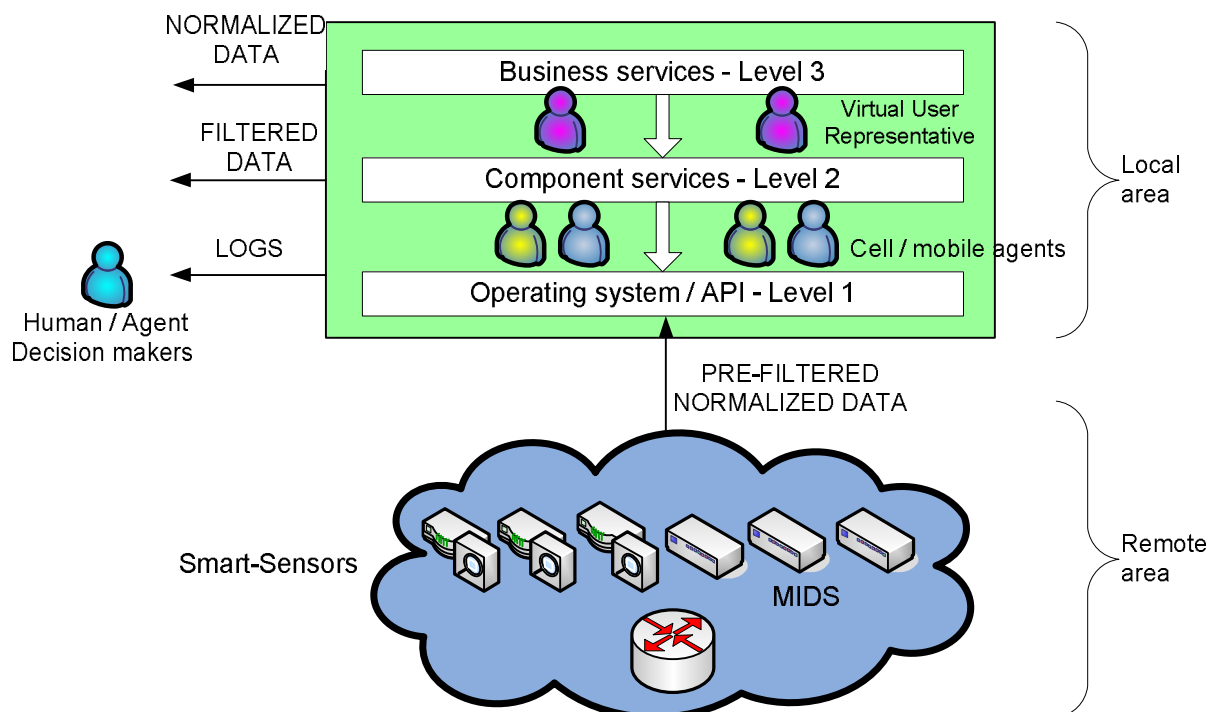 NORMALIZED
DATA
Business services - Level 3
Virtual User
Representative
FILTERED
DATA
Component services - Level 2
Local
area
LOGS
Cell / mobile agents
Operating system / API - Level 1
Human / Agent
Decision makers
PRE-FILTERED
NORMALIZED DATA
Smart-Sensors
MIDS
Remote
area